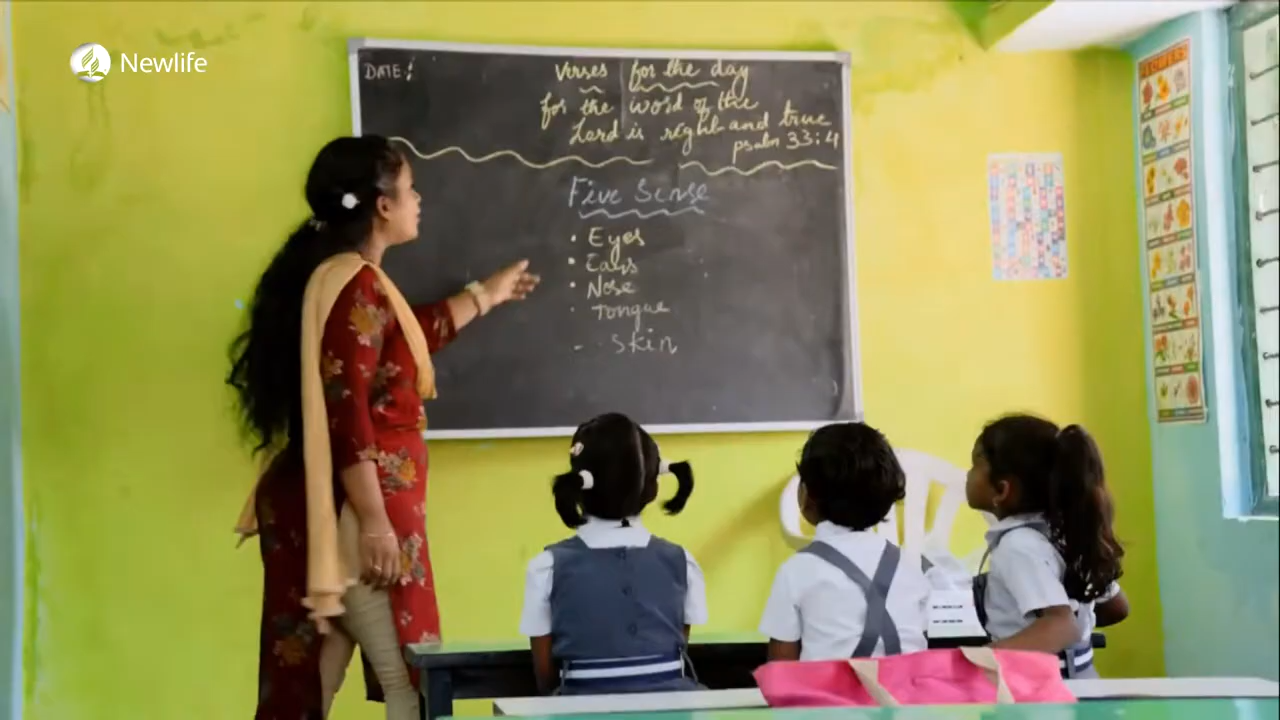 Newlife
DATE:
Verses for the day
for the word of the
Lord is right and true
psalm 33:4
Five Sense
• Eyes
• Ears
• Nose
• Tongue
- Skin